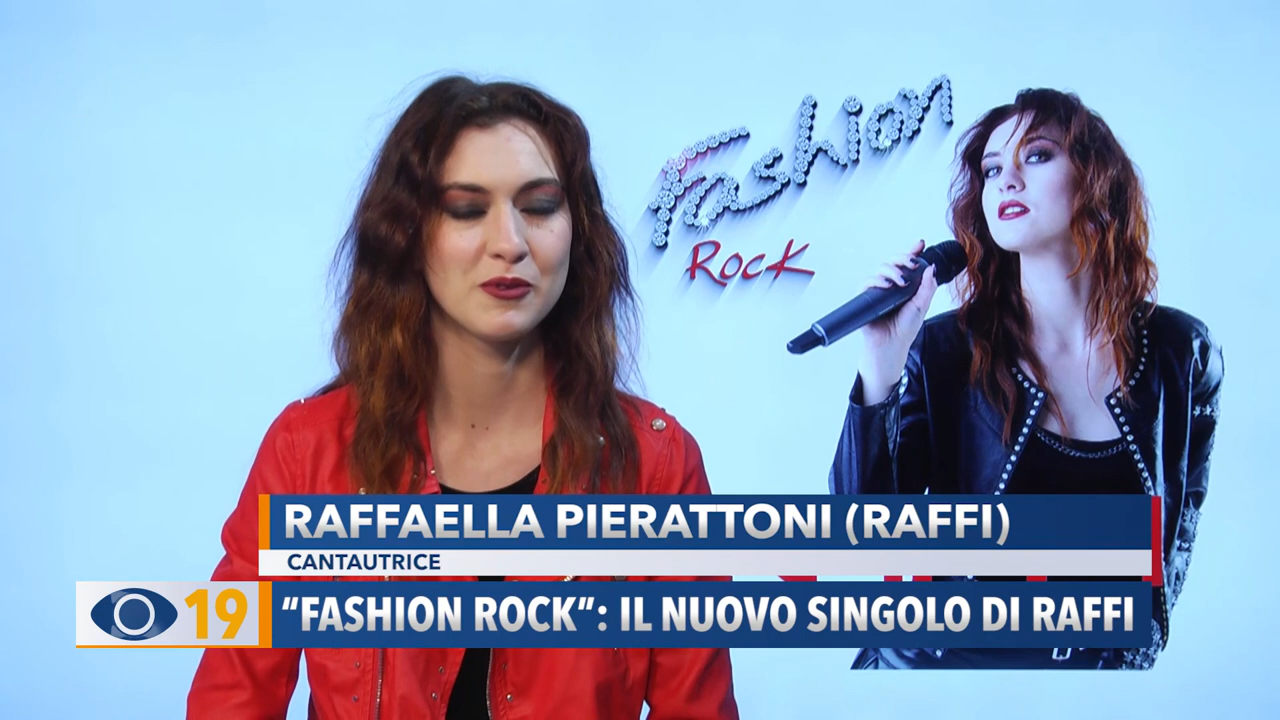 Fashion
Rock
RAFFAELLA PIERATTONI (RAFFI)
CANTAUTRICE
19
“FASHION ROCK”: IL NUOVO SINGOLO DI RAFFI